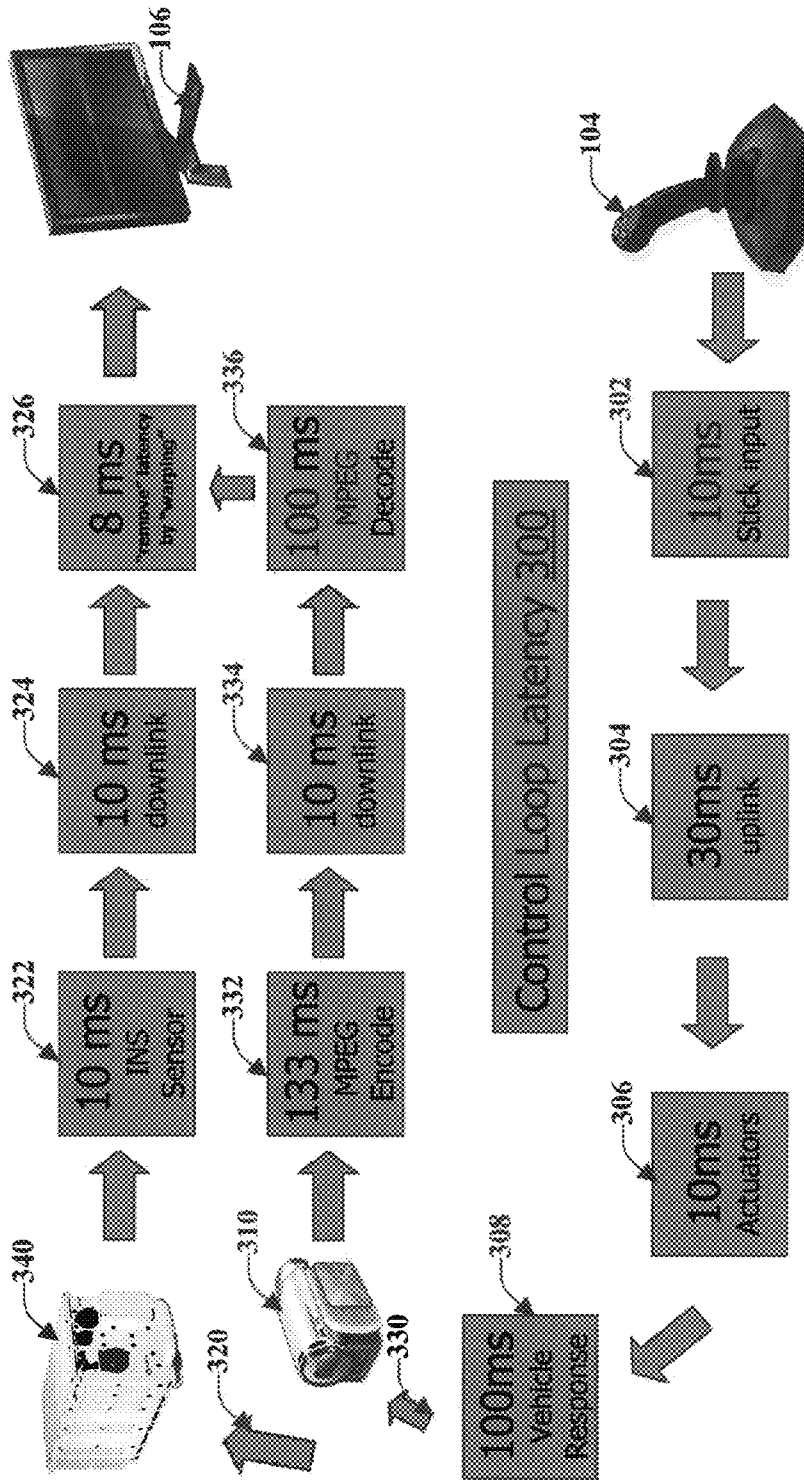 340
322
10 ms
INS
Sensor
324
10 ms
downlink
326
8 ms
"remove" latency
by "warping"
106
320
310
332
133 ms
MPEG
Encode
334
10 ms
downlink
336
100 ms
MPEG
Decode
330
Control Loop Latency 300
308
100ms
Vehicle
Response
306
10ms
Actuators
304
30ms
uplink
302
10ms
Stick input
104